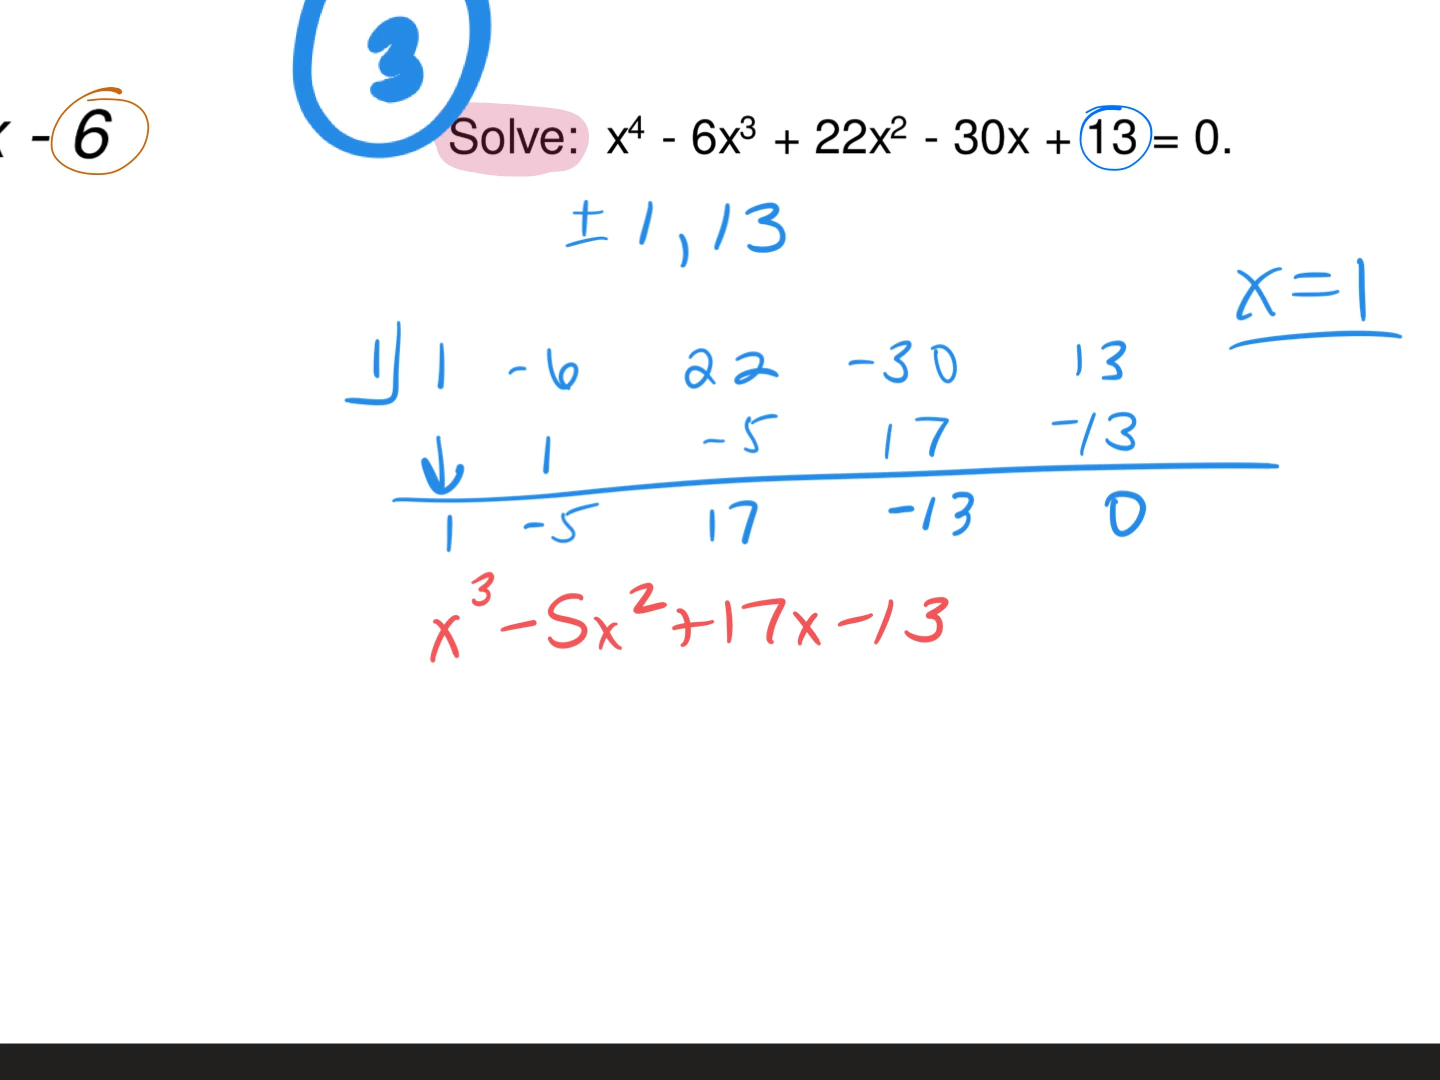 3
x - 6
Solve: x⁴ - 6x³ + 22x² - 30x + 13 = 0.
± 1, 13
x = 1
1 1 -6 22 -30 13
1 -5 17 -13
1 -5 17 -13 0
x³ - 5x² + 17x - 13